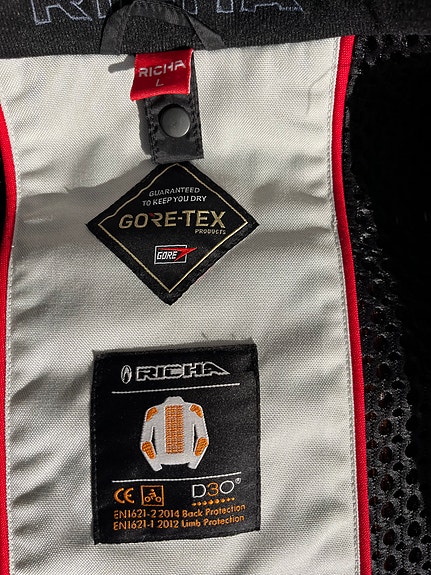 RICHA
RICHA
L
GUARANTEED
TO KEEP YOU DRY
GORE-TEX
PRODUCTS
GORE
RICHA
CE D3O®
EN1621-2 2014 Back Protection
EN1621-1 2012 Limb Protection